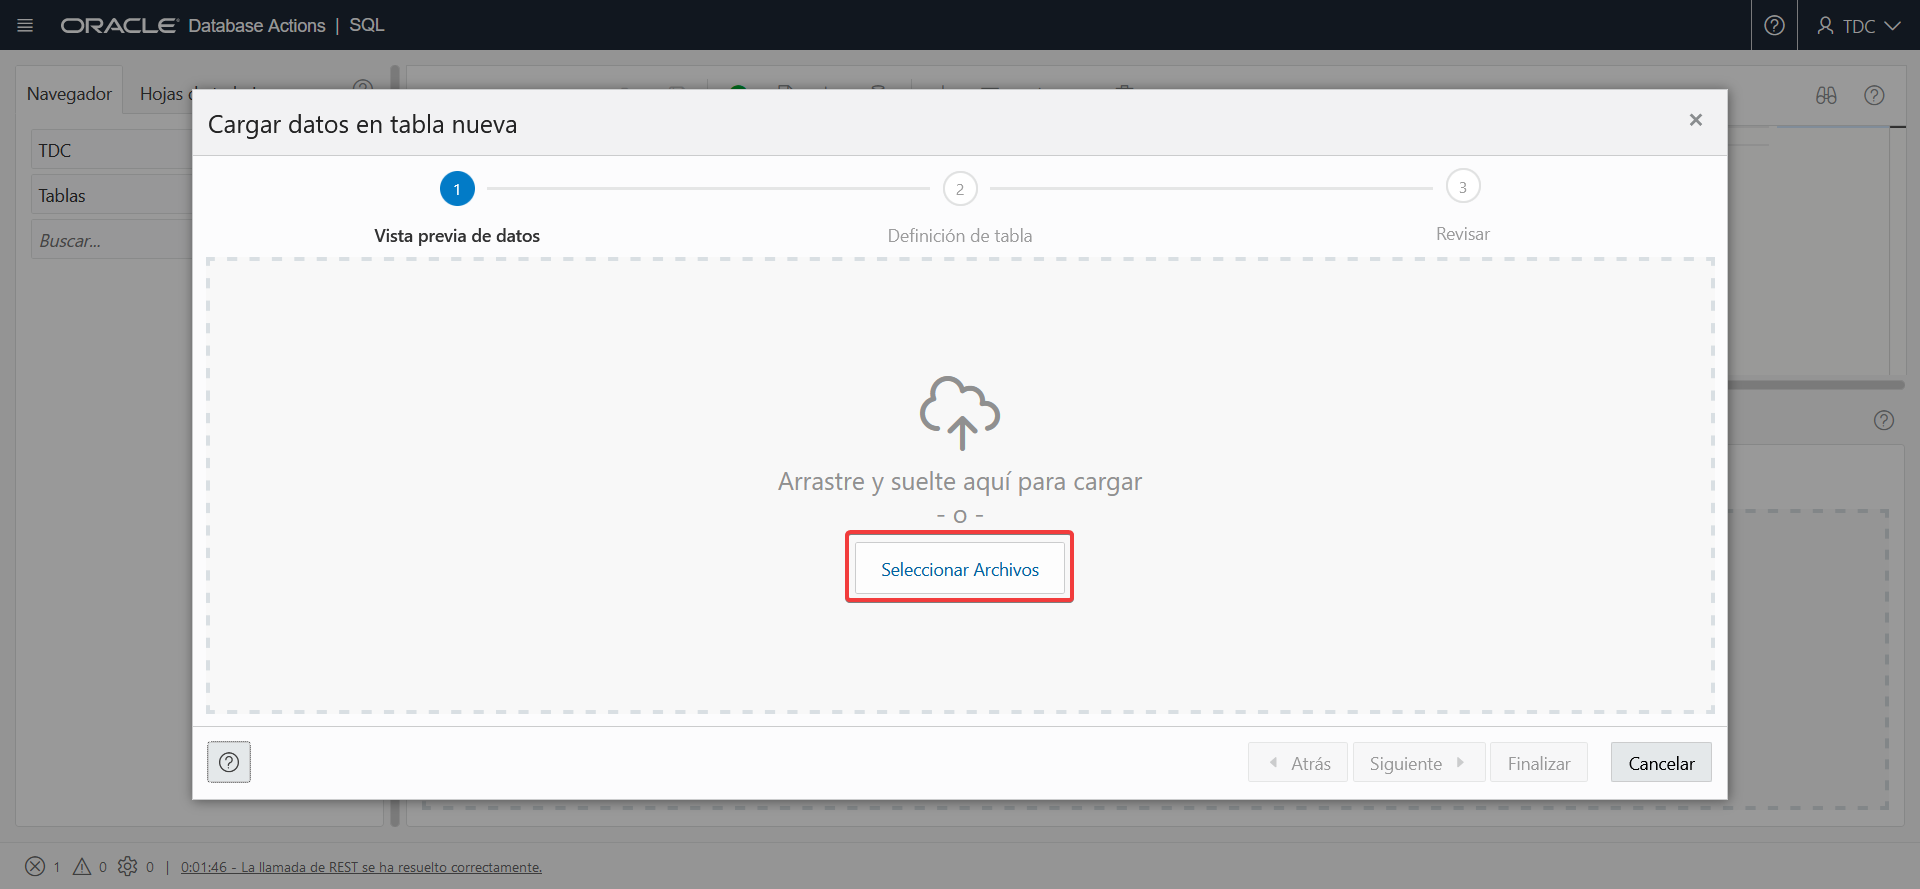 ORACLE Database Actions | SQL
TDC
Navegador
Hojas
Cargar datos en tabla nueva
TDC
Tablas
Buscar...
1
2
3
Vista previa de datos
Definición de tabla
Revisar
Arrastre y suelte aquí para cargar
- o -
Seleccionar Archivos
Atrás
Siguiente
Finalizar
Cancelar
1 0 0 | 0:01:46 - La llamada de REST se ha resuelto correctamente.